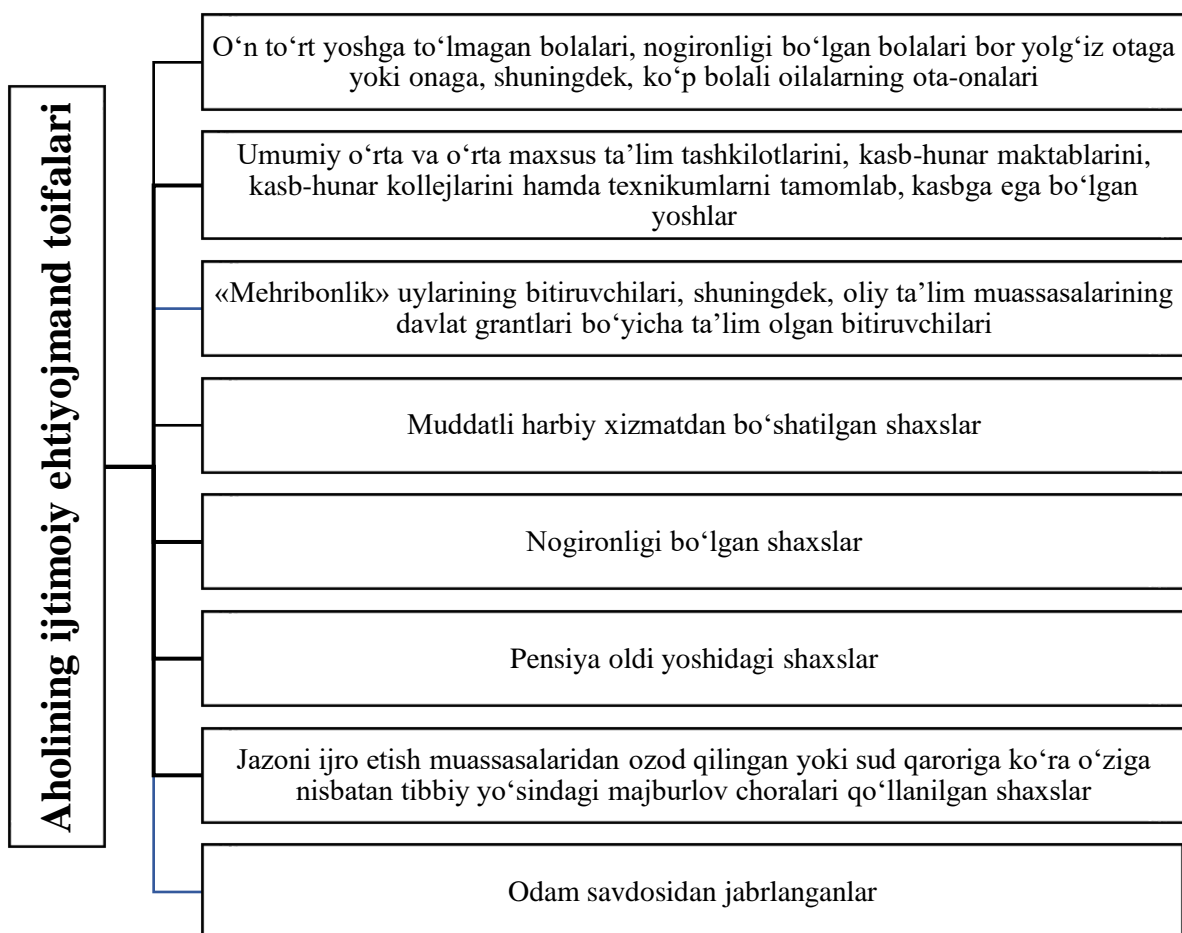 Aholining ijtimoiy ehtiyojmand toifalari
O‘n to‘rt yoshga to‘lmagan bolalari, nogironligi bo‘lgan bolalari bor yolg‘iz otaga
yoki onaga, shuningdek, ko‘p bolali oilalarning ota-onalari
Umumiy o‘rta va o‘rta maxsus ta’lim tashkilotlarini, kasb-hunar maktablarini,
kasb-hunar kollejlarini hamda texnikumlarni tamomlab, kasbga ega bo‘lgan
yoshlar
«Mehribonlik» uylarining bitiruvchilari, shuningdek, oliy ta’lim muassasalarining
davlat grantlari bo‘yicha ta’lim olgan bitiruvchilari
Muddatli harbiy xizmatdan bo‘shatilgan shaxslar
Nogironligi bo‘lgan shaxslar
Pensiya oldi yoshidagi shaxslar
Jazoni ijro etish muassasalaridan ozod qilingan yoki sud qaroriga ko‘ra o‘ziga
nisbatan tibbiy yo‘sindagi majburlov choralari qo‘llanilgan shaxslar
Odam savdosidan jabrlanganlar